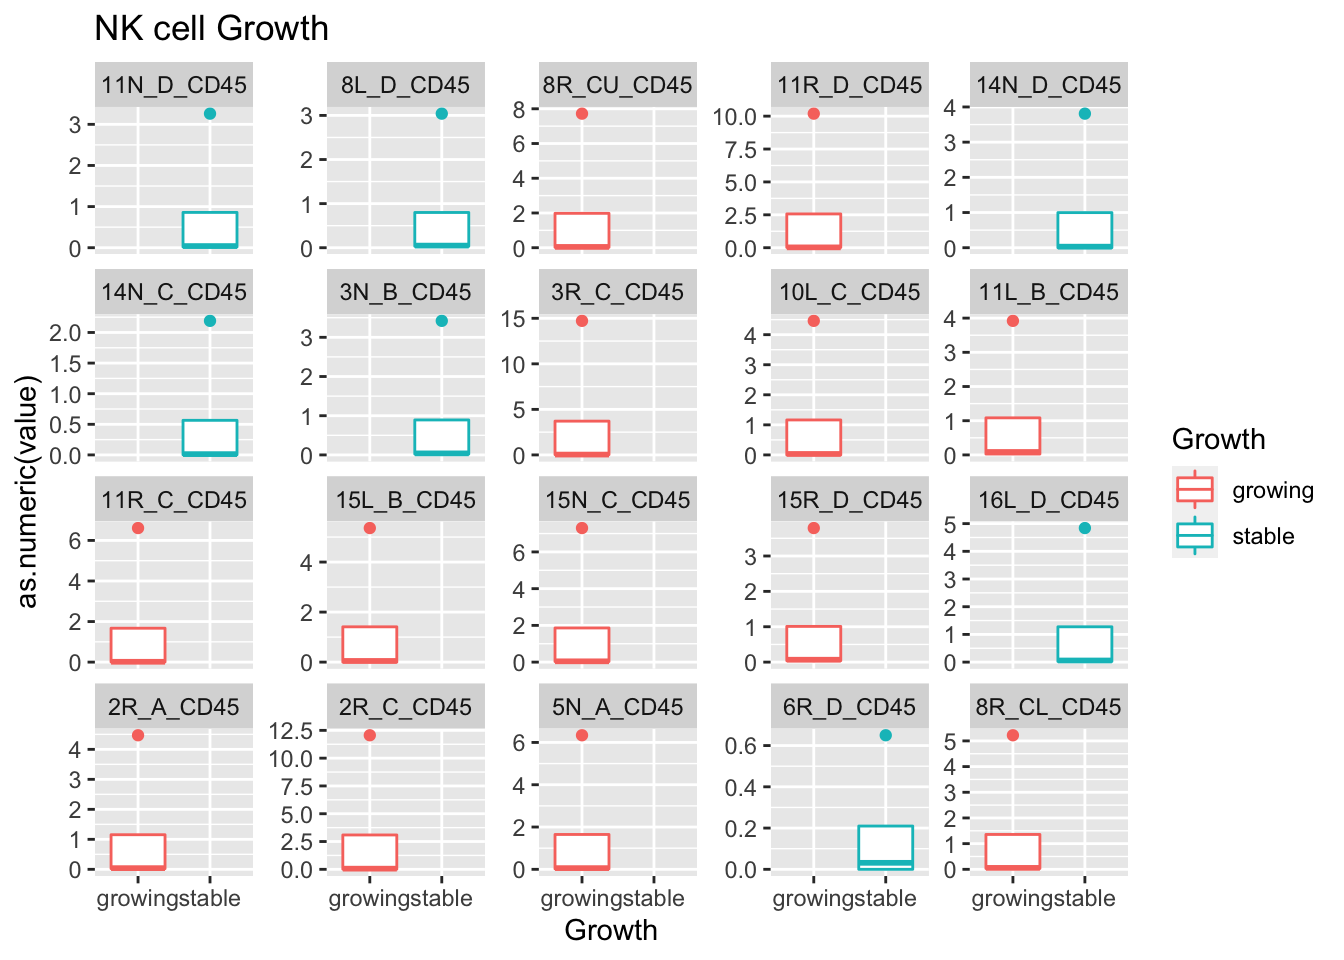 NK cell Growth
11N_D_CD45 8L_D_CD45 8R_CU_CD45 11R_D_CD45 14N_D_CD45
3 2 1 0
3 2 1 0
8 6 4 2 0
10.0 7.5 5.0 2.5 0.0
4 3 2 1 0
14N_C_CD45 3N_B_CD45 3R_C_CD45 10L_C_CD45 11L_B_CD45
2.0 1.5 1.0 0.5 0.0
3 2 1 0
15 10 5 0
4 3 2 1 0
4 3 2 1 0
as.numeric(value)
11R_C_CD45 15L_B_CD45 15N_C_CD45 15R_D_CD45 16L_D_CD45
6 4 2 0
4 2 0
6 4 2 0
3 2 1 0
5 4 3 2 1 0
2R_A_CD45 2R_C_CD45 5N_A_CD45 6R_D_CD45 8R_CL_CD45
4 3 2 1 0
12.5 10.0 7.5 5.0 2.5 0.0
6 4 2 0
0.6 0.4 0.2 0.0
5 4 3 2 1 0
growingstable growingstable growingstable growingstable growingstable
Growth
Growth
growing
stable